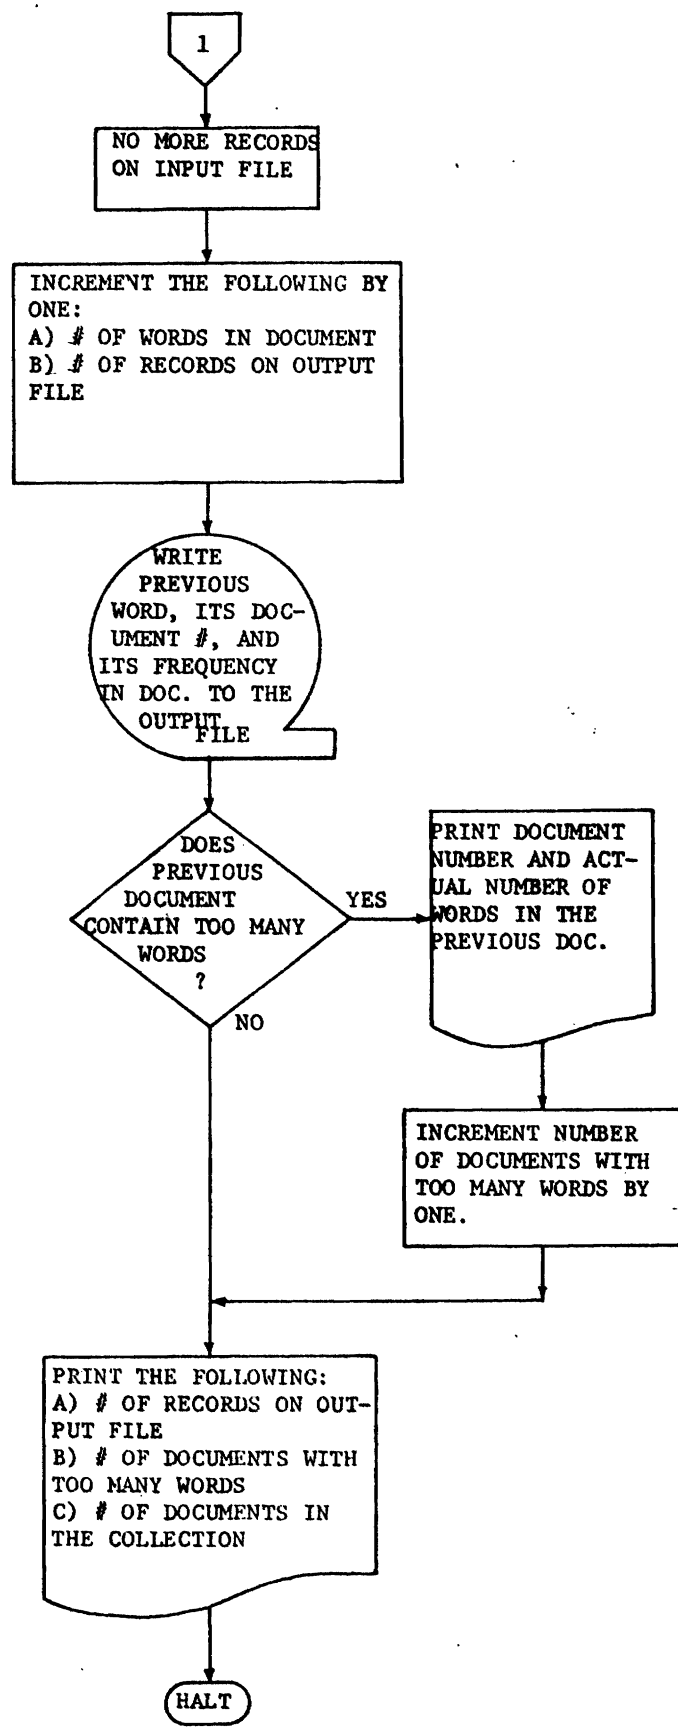 1
NO MORE RECORDS
ON INPUT FILE
INCREMENT THE FOLLOWING BY
ONE:
A) # OF WORDS IN DOCUMENT
B) # OF RECORDS ON OUTPUT
FILE
WRITE
PREVIOUS
WORD, ITS DOC-
UMENT #, AND
ITS FREQUENCY
IN DOC. TO THE
OUTPUT
FILE
DOES
PREVIOUS
DOCUMENT
CONTAIN TOO MANY
WORDS
?
YES
NO
PRINT DOCUMENT
NUMBER AND ACT-
UAL NUMBER OF
WORDS IN THE
PREVIOUS DOC.
INCREMENT NUMBER
OF DOCUMENTS WITH
TOO MANY WORDS BY
ONE.
PRINT THE FOLLOWING:
A) # OF RECORDS ON OUT-
PUT FILE
B) # OF DOCUMENTS WITH
TOO MANY WORDS
C) # OF DOCUMENTS IN
THE COLLECTION
HALT